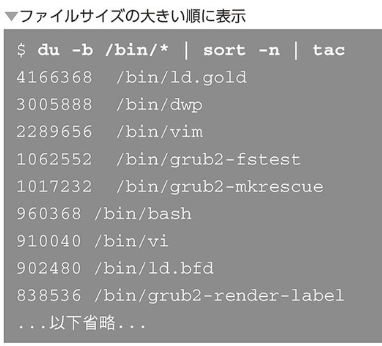 ▼ファイルサイズの大きい順に表示
$ du -b /bin/* | sort -n | tac
4166368  /bin/ld.gold
3005888  /bin/dwp
2289656  /bin/vim
1062552  /bin/grub2-fstest
1017232  /bin/grub2-mkrescue
960368 /bin/bash
910040 /bin/vi
902480 /bin/ld.bfd
838536 /bin/grub2-render-label
...以下省略...